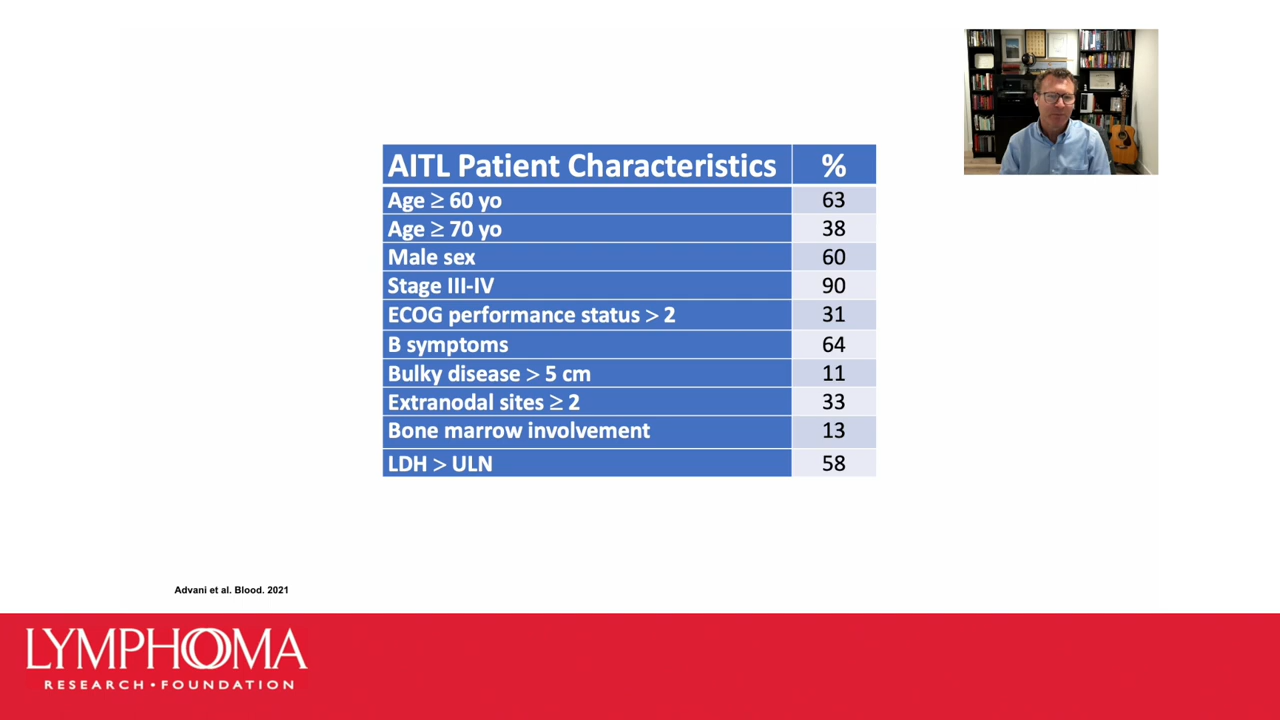 AITL Patient Characteristics %
Age ≥ 60 yo 63
Age ≥ 70 yo 38
Male sex 60
Stage III-IV 90
ECOG performance status > 2 31
B symptoms 64
Bulky disease > 5 cm 11
Extranodal sites ≥ 2 33
Bone marrow involvement 13
LDH > ULN 58
Advani et al. Blood. 2021
LYMPHOMA
RESEARCH • FOUNDATION